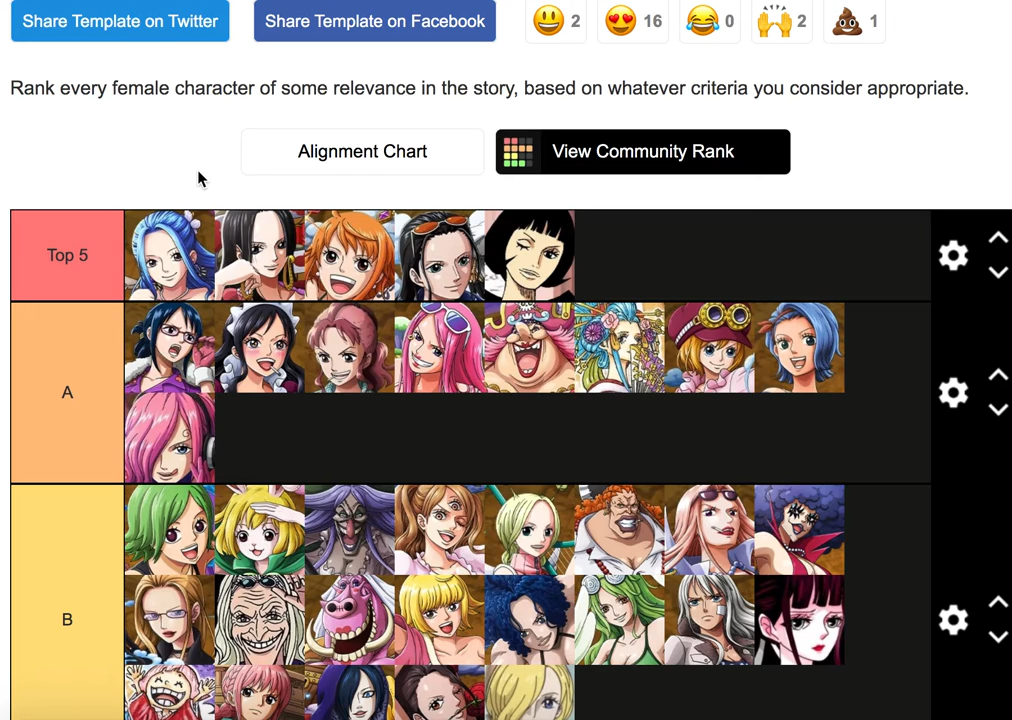 Share Template on Twitter
Share Template on Facebook
2
16
0
2
1
Rank every female character of some relevance in the story, based on whatever criteria you consider appropriate.
Alignment Chart
View Community Rank
Top 5
A
B